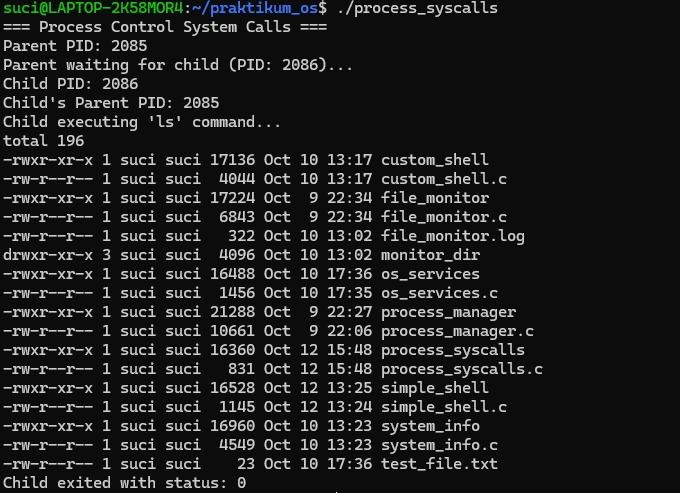 suci@LAPTOP-2K58MOR4:~/praktikum_os$ ./process_syscalls
=== Process Control System Calls ===
Parent PID: 2085
Parent waiting for child (PID: 2086)...
Child PID: 2086
Child's Parent PID: 2085
Child executing 'ls' command...
total 196
-rwxr-xr-x 1 suci suci 17136 Oct 10 13:17 custom_shell
-rw-r--r-- 1 suci suci  4044 Oct 10 13:17 custom_shell.c
-rwxr-xr-x 1 suci suci 17224 Oct  9 22:34 file_monitor
-rw-r--r-- 1 suci suci  6843 Oct  9 22:34 file_monitor.c
-rw-r--r-- 1 suci suci   322 Oct 10 13:02 file_monitor.log
drwxr-xr-x 3 suci suci  4096 Oct 10 13:02 monitor_dir
-rwxr-xr-x 1 suci suci 16488 Oct 10 17:36 os_services
-rw-r--r-- 1 suci suci  1456 Oct 10 17:35 os_services.c
-rwxr-xr-x 1 suci suci 21288 Oct  9 22:27 process_manager
-rw-r--r-- 1 suci suci 10661 Oct  9 22:06 process_manager.c
-rwxr-xr-x 1 suci suci 16360 Oct 12 15:48 process_syscalls
-rw-r--r-- 1 suci suci   831 Oct 12 15:48 process_syscalls.c
-rwxr-xr-x 1 suci suci 16528 Oct 12 13:25 simple_shell
-rw-r--r-- 1 suci suci  1145 Oct 12 13:24 simple_shell.c
-rwxr-xr-x 1 suci suci 16960 Oct 10 13:23 system_info
-rw-r--r-- 1 suci suci  4549 Oct 10 13:23 system_info.c
-rw-r--r-- 1 suci suci    23 Oct 10 17:36 test_file.txt
Child exited with status: 0